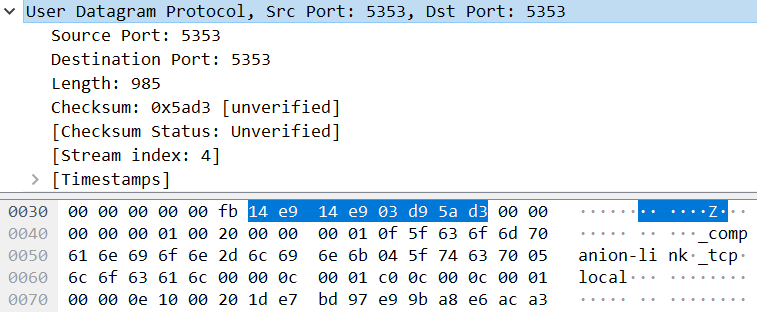 User Datagram Protocol, Src Port: 5353, Dst Port: 5353
Source Port: 5353
Destination Port: 5353
Length: 985
Checksum: 0x5ad3 [unverified]
[Checksum Status: Unverified]
[Stream index: 4]
[Timestamps]
0030 00 00 00 00 00 fb 14 e9 14 e9 03 d9 5a d3 00 00 ········ ····Z···
0040 00 00 00 01 00 20 00 00 00 01 0f 5f 63 6f 6d 70 ····· ·· ···_comp
0050 61 6e 69 6f 6e 2d 6c 69 6e 6b 04 5f 74 63 70 05 anion-li nk·_tcp·
0060 6c 6f 63 61 6c 00 00 0c 00 01 c0 0c 00 0c 00 01 local··· ········
0070 00 00 0e 10 00 20 1d e7 bd 97 e9 9b a8 e6 ac a3 ····· ·· ········